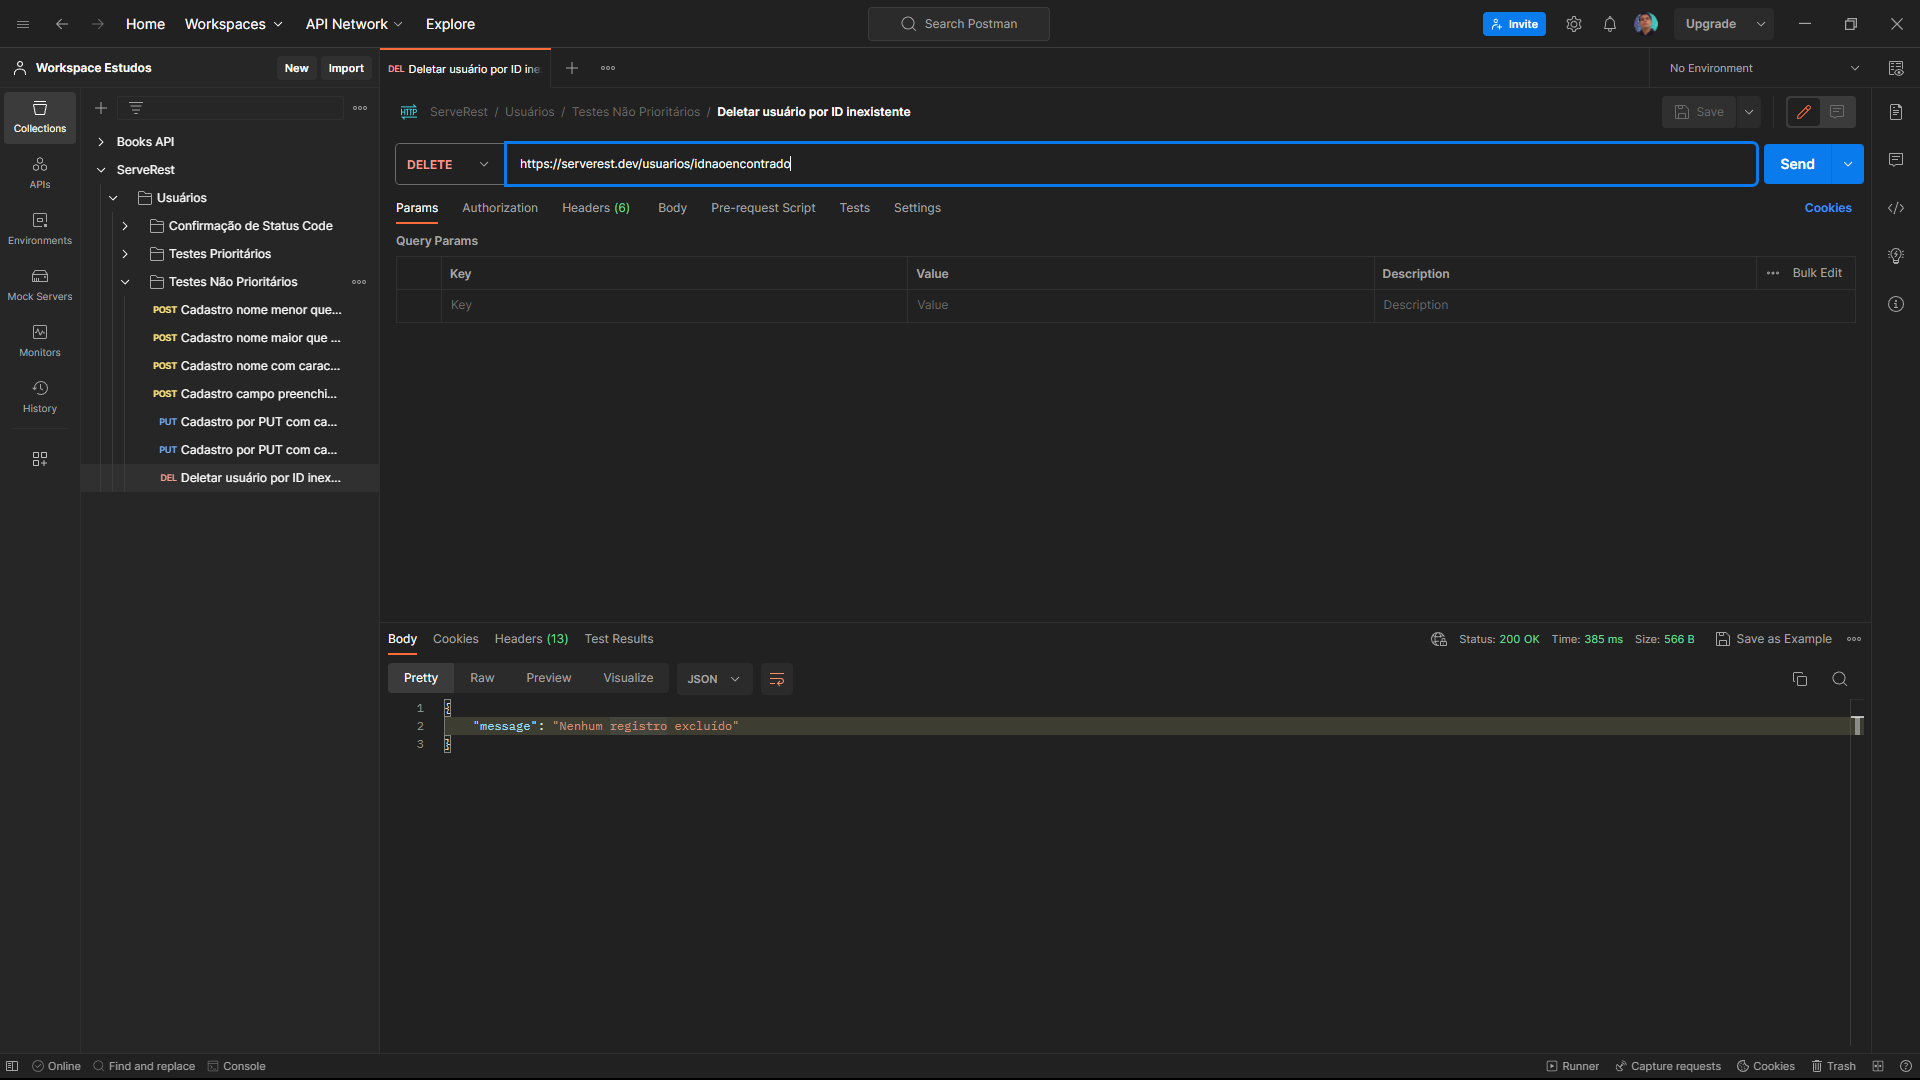 Home
Workspaces
API Network
Explore
Search Postman
Invite
Upgrade
Workspace Estudos
New
Import
DEL Deletar usuário por ID ine
No Environment
Collections
APIs
Environments
Mock Servers
Monitors
History
Books API
ServeRest
Usuários
Confirmação de Status Code
Testes Prioritários
Testes Não Prioritários
POST Cadastro nome menor que...
POST Cadastro nome maior que ...
POST Cadastro nome com carac...
POST Cadastro campo preenchi...
PUT Cadastro por PUT com ca...
PUT Cadastro por PUT com ca...
DEL Deletar usuário por ID inex...
HTTP ServeRest / Usuários / Testes Não Prioritários / Deletar usuário por ID inexistente
Save
DELETE
https://serverest.dev/usuarios/idnaoencontrado
Send
Params Authorization Headers (6) Body Pre-request Script Tests Settings
Cookies
Query Params
Key Value Description
Bulk Edit
Key Value Description
Body Cookies Headers (13) Test Results
Status: 200 OK Time: 385 ms Size: 566 B
Save as Example
Pretty Raw Preview Visualize
JSON
1 {
2 "message": "Nenhum registro excluído"
3 }
Online
Find and replace
Console
Runner
Capture requests
Cookies
Trash